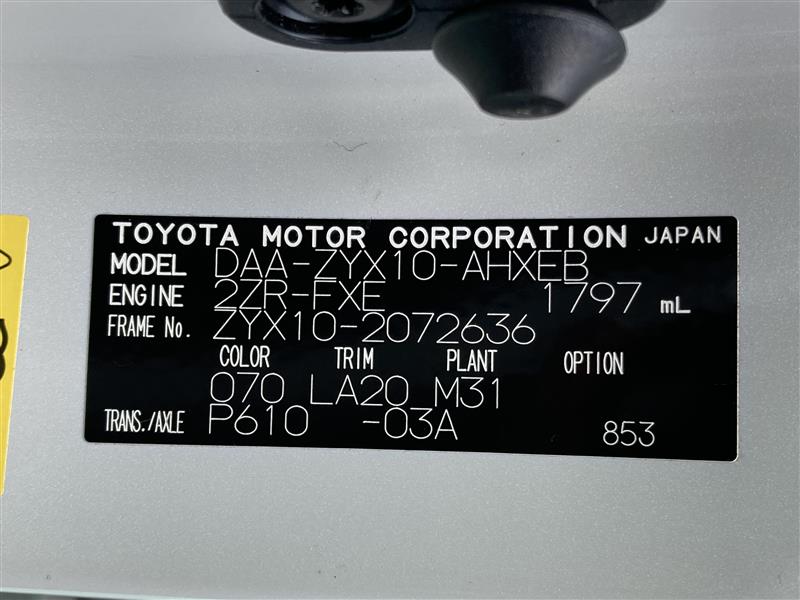 TOYOTA MOTOR CORPORATION JAPAN
MODEL DAA-ZYX10-AHXEB
ENGINE 2ZR-FXE 1797 mL
FRAME No. ZYX10-2072636
COLOR TRIM PLANT OPTION
070 LA20 M31
TRANS./AXLE P610 -03A 853